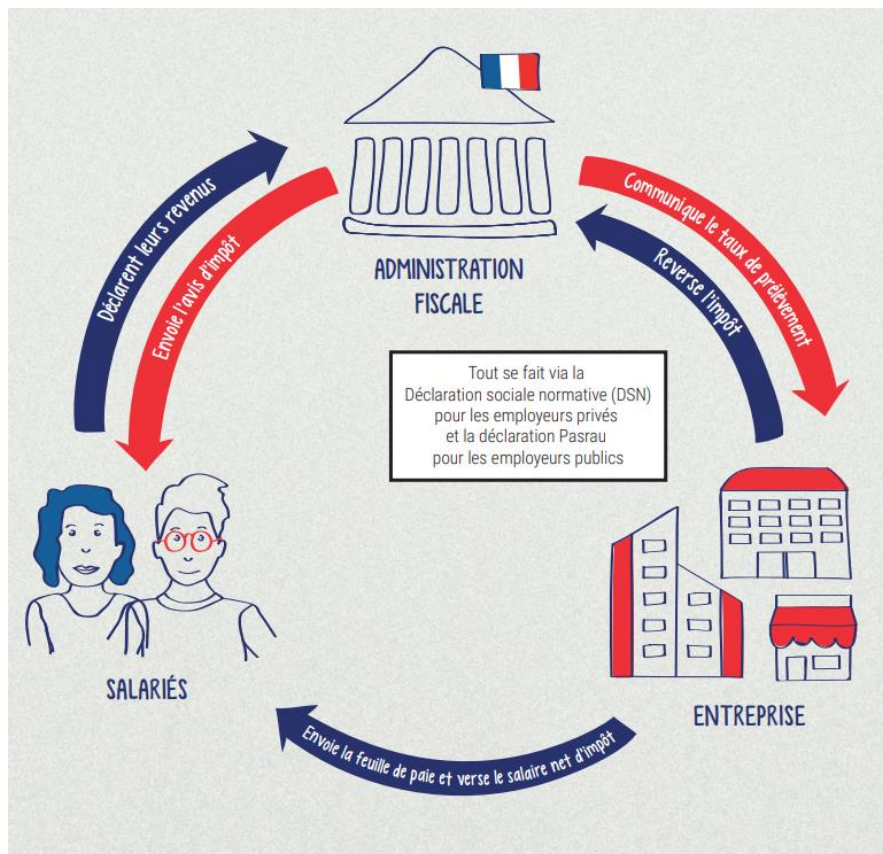 ADMINISTRATION
FISCALE
Déclarent leurs revenus
Envoie l'avis d'impôt
Communique le taux de prélèvement
Reverse l'impôt
Tout se fait via la
Déclaration sociale normative (DSN)
pour les employeurs privés
et la déclaration Pasrau
pour les employeurs publics
SALARIÉS
ENTREPRISE
Envoie la feuille de paie et verse le salaire net d'impôt